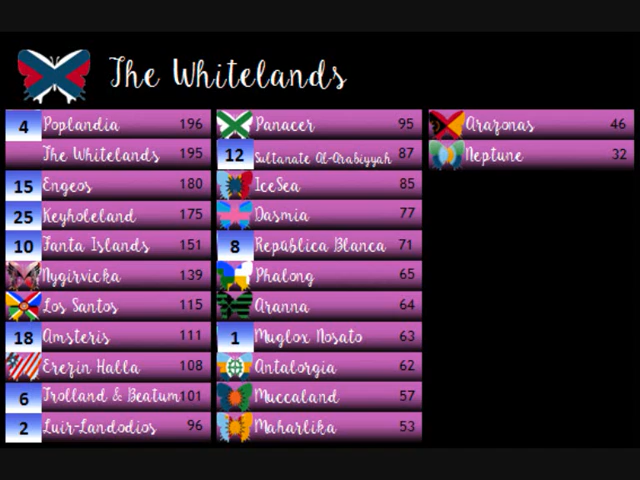 The Whitelands
4 Poplandia 196
The Whitelands 195
15 Engeos 180
25 Keyholeland 175
10 Fanta Islands 151
Nygirvicka 139
Los Santos 115
18 Amsteris 111
Erezin Halla 108
6 Trolland & Beatum 101
2 Luir-Landodios 96
Panacer 95
12 Sultanate Al-Arabiyyah 87
IceSea 85
Dasmia 77
8 República Blanca 71
Phalong 65
Aranna 64
1 Muglox Nosato 63
Antalorgia 62
Muccaland 57
Maharlika 53
Arazonas 46
Neptune 32